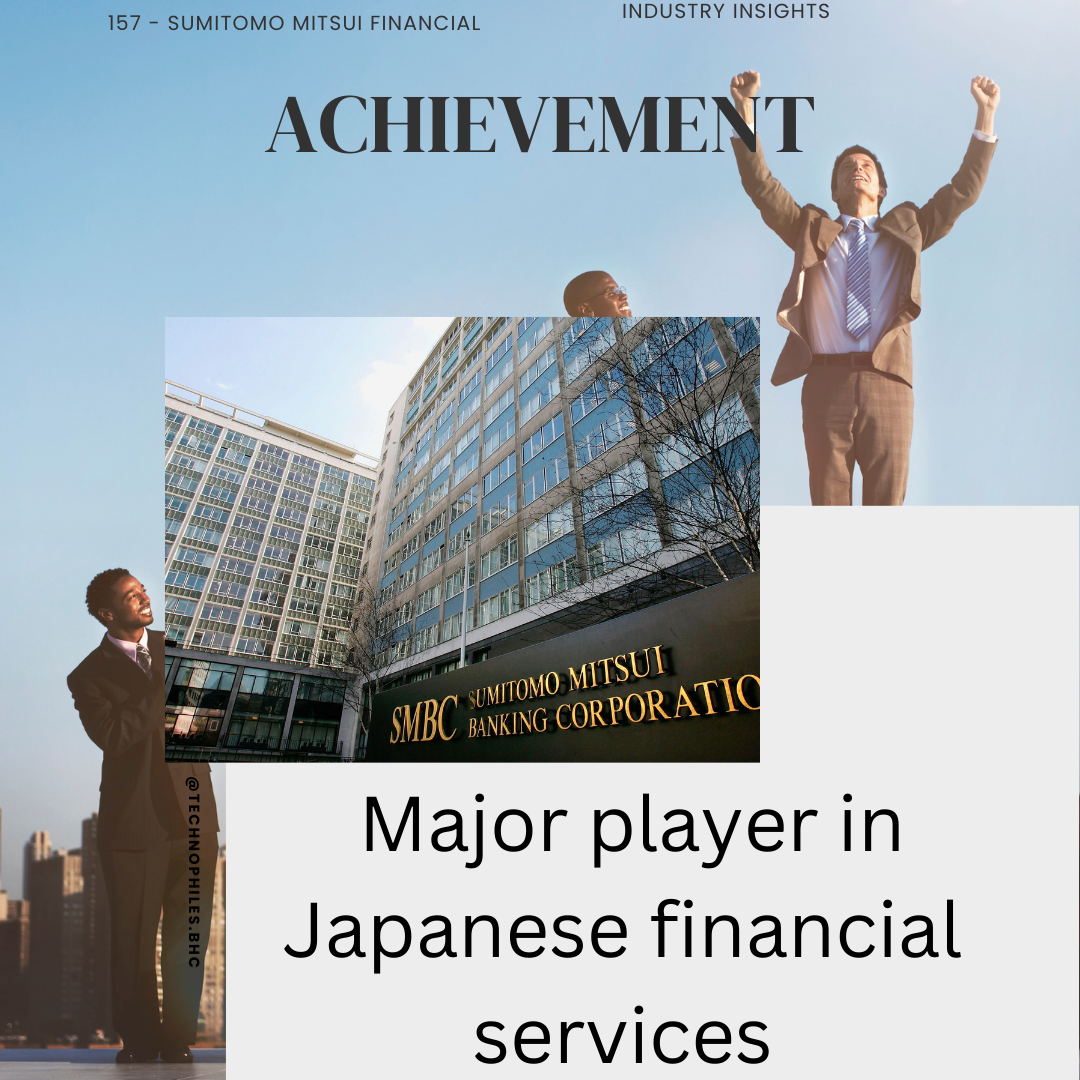 157 - SUMITOMO MITSUI FINANCIAL
INDUSTRY INSIGHTS
ACHIEVEMENT
SMBC SUMITOMO MITSUI
BANKING CORPORATIO
@TECHNOPHILES.BHC
Major player in
Japanese financial
services